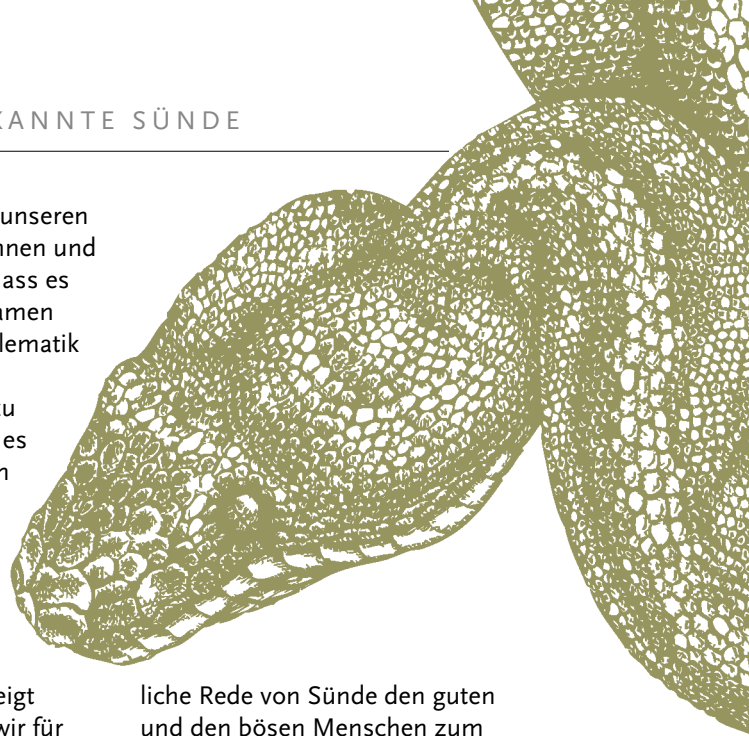 KANNTE SÜNDE
unseren
nnen und
ass es
amen
lematik
zu
es
n
eigt
wir für
liche Rede von Sünde den guten
und den bösen Menschen zum